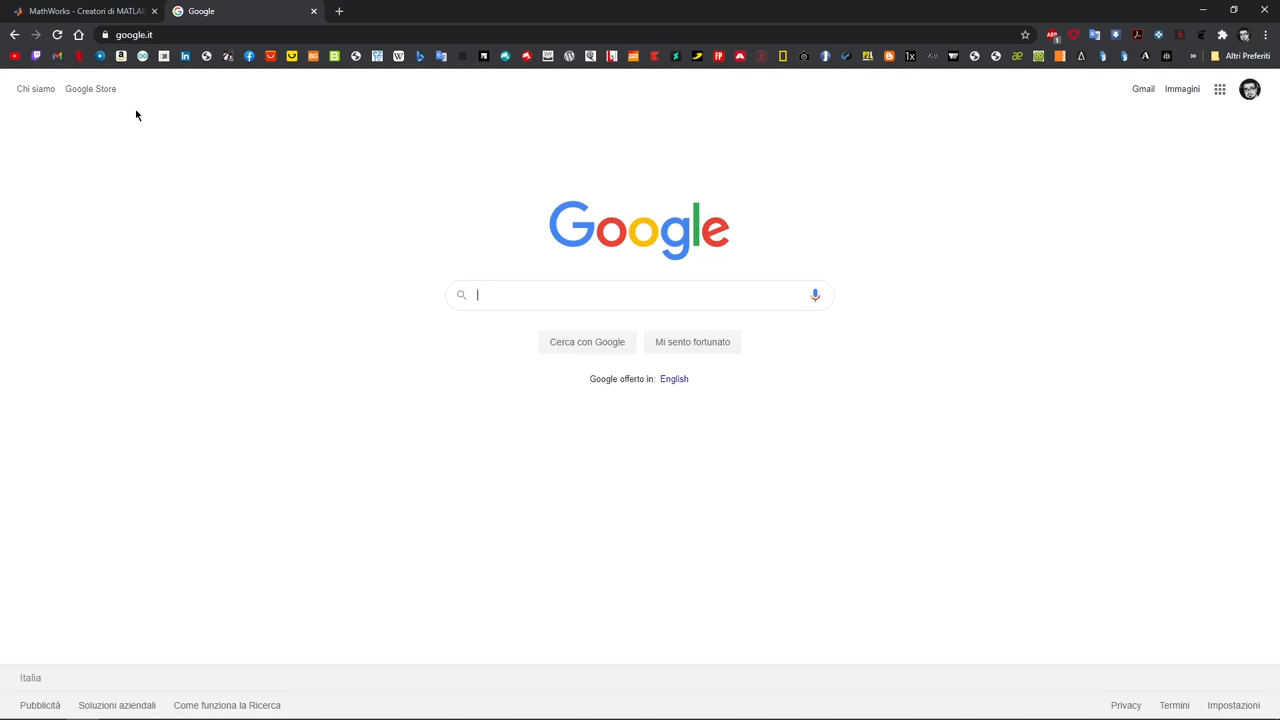 MathWorks - Creatori di MATLAB
Google
google.it
Altri Preferiti
Chi siamo
Google Store
Gmail
Immagini
Google
Cerca con Google
Mi sento fortunato
Google offerto in: English
Italia
Pubblicità
Soluzioni aziendali
Come funziona la Ricerca
Privacy
Termini
Impostazioni